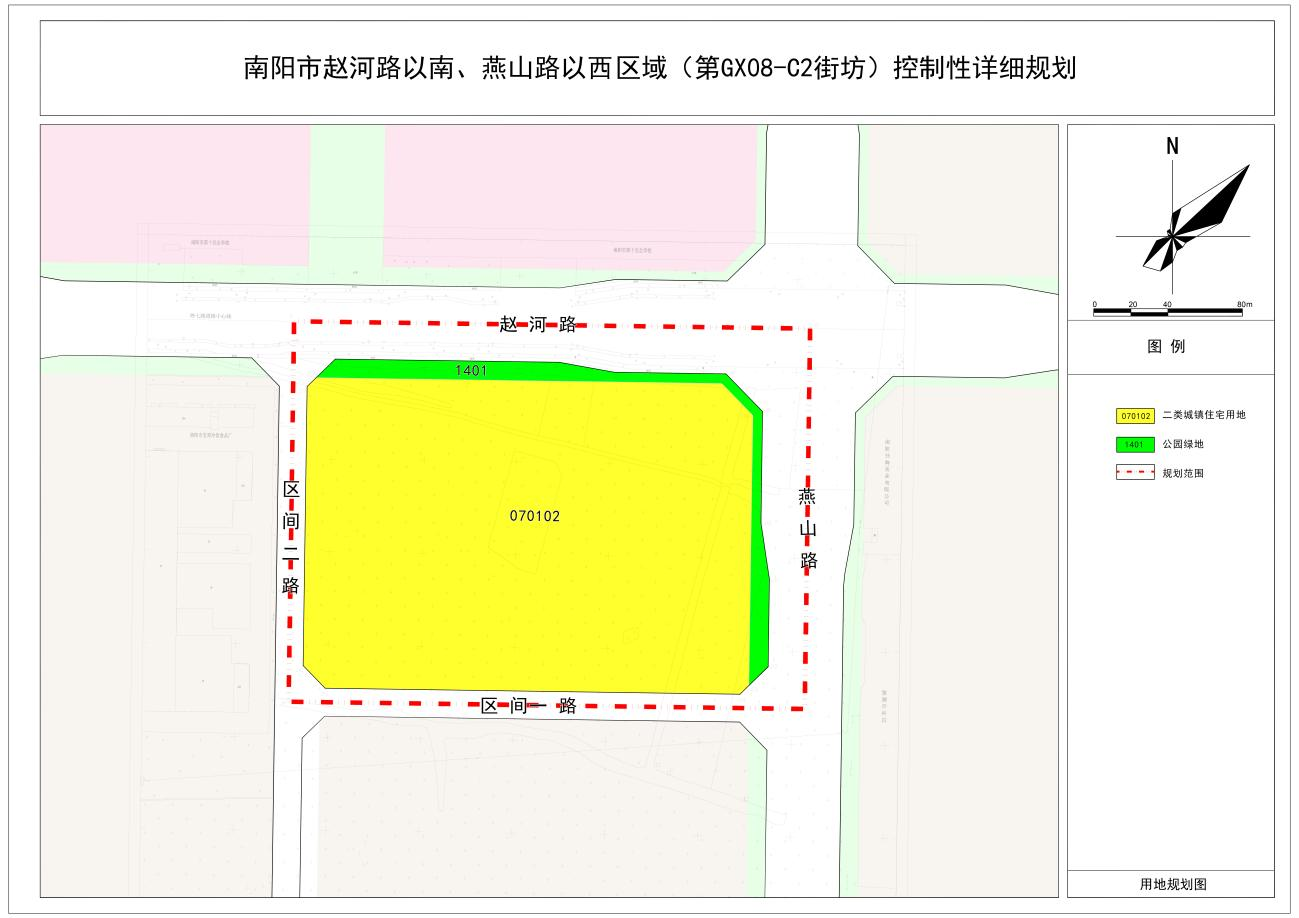 南阳市赵河路以南、燕山路以西区域（第GX08-C2街坊）控制性详细规划
N
0 20 40 80m
图 例
070102 二类城镇住宅用地
1401 公园绿地
规划范围
用地规划图
赵河路
1401
070102
区间二路
燕山路
区间一路